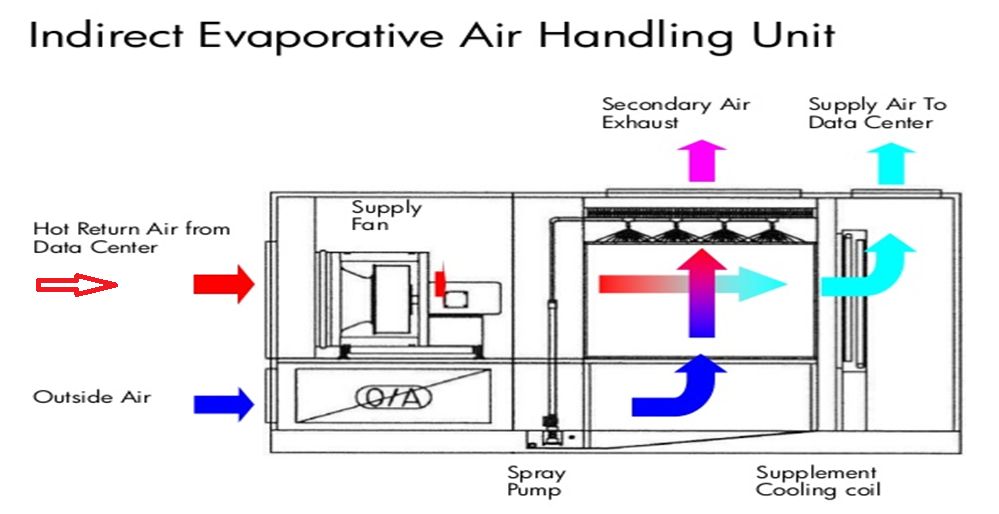 Indirect Evaporative Air Handling Unit
Secondary Air
Exhaust
Supply Air To
Data Center
Supply
Fan
Hot Return Air from
Data Center
Outside Air
O/A
Spray
Pump
Supplement
Cooling coil